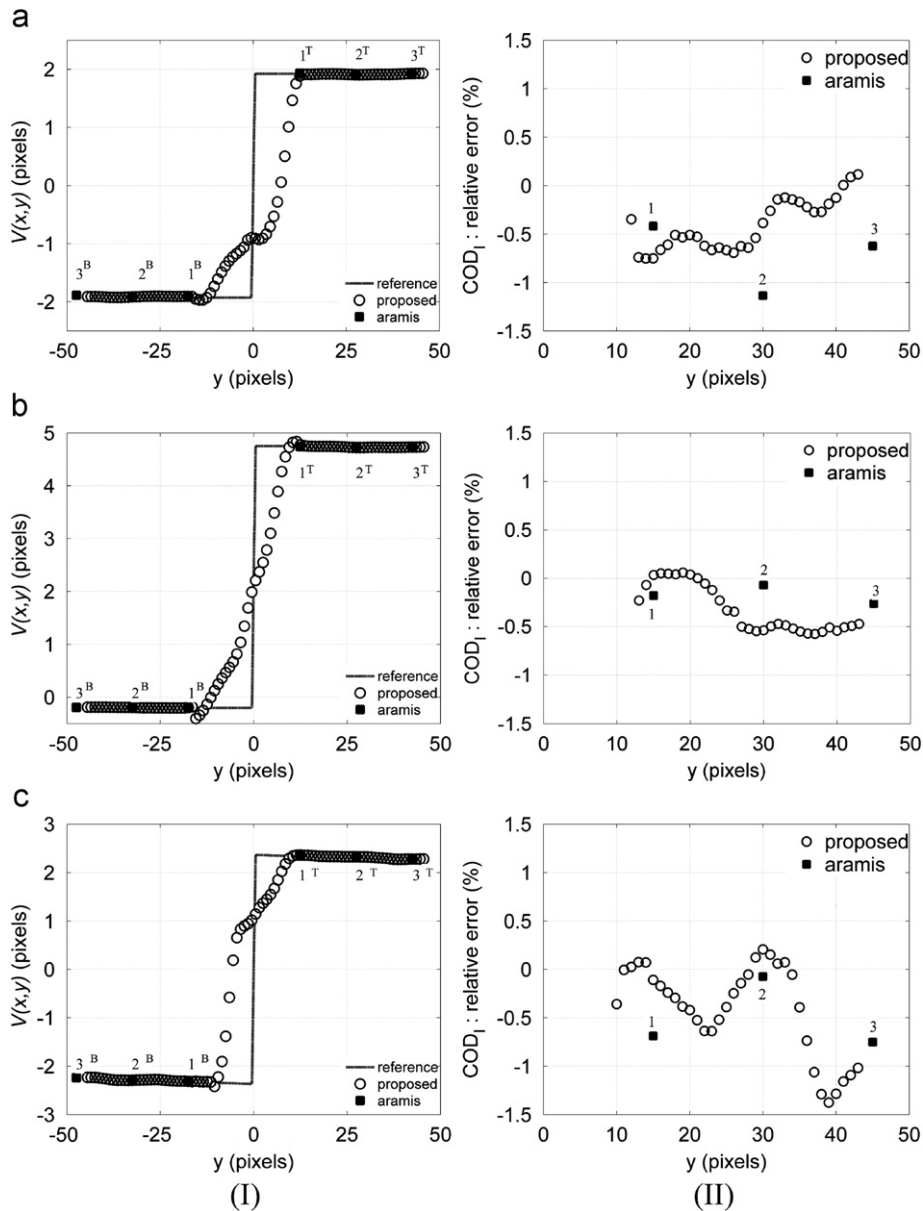 a
1T 2T 3T
3B 2B 1B
reference
proposed
aramis
2
1
0
-1
-2
-50 -25 0 25 50
y (pixels)
V(x,y) (pixels)
proposed
aramis
1
2
3
1.5
1
0.5
0
-0.5
-1
-1.5
0 10 20 30 40 50
y (pixels)
COD_I : relative error (%)
b
1T 2T 3T
3B 2B 1B
reference
proposed
aramis
5
4
3
2
1
0
-50 -25 0 25 50
y (pixels)
V(x,y) (pixels)
proposed
aramis
1
2
3
1.5
1
0.5
0
-0.5
-1
-1.5
0 10 20 30 40 50
y (pixels)
COD_I : relative error (%)
c
1 T 2 T 3 T
3 B 2 B 1 B
reference
proposed
aramis
3
2
1
0
-1
-2
-3
-50 -25 0 25 50
y (pixels)
V(x,y) (pixels)
proposed
aramis
1
2
3
1.5
1
0.5
0
-0.5
-1
-1.5
0 10 20 30 40 50
y (pixels)
COD_I : relative error (%)
(I) (II)